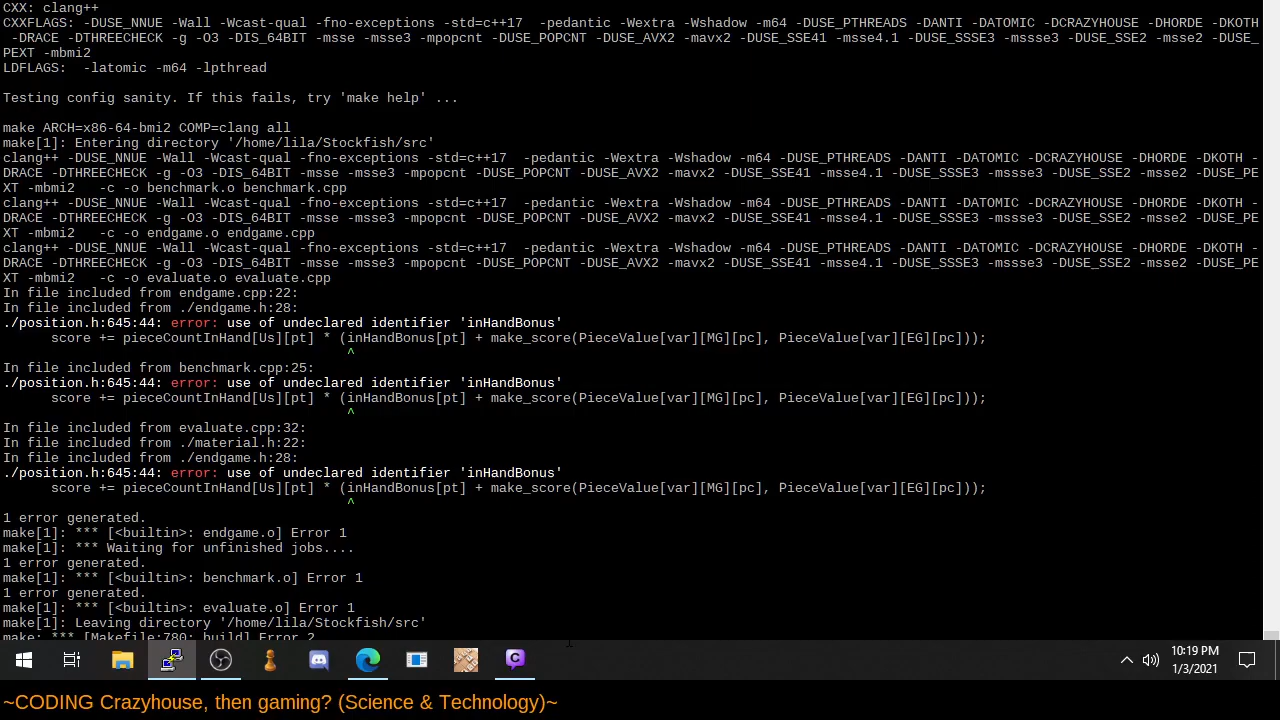 CXX: clang++
CXXFLAGS: -DUSE_NNUE -Wall -Wcast-qual -fno-exceptions -std=c++17  -pedantic -Wextra -Wshadow -m64 -DUSE_PTHREADS -DANTI -DATOMIC -DCRAZYHOUSE -DHORDE -DKOTH
 -DRACE -DTHREECHECK -g -O3 -DIS_64BIT -msse -msse3 -mpopcnt -DUSE_POPCNT -DUSE_AVX2 -mavx2 -DUSE_SSE41 -msse4.1 -DUSE_SSSE3 -mssse3 -DUSE_SSE2 -msse2 -DUSE_
PEXT -mbmi2
LDFLAGS:  -latomic -m64 -lpthread
Testing config sanity. If this fails, try 'make help' ...
make ARCH=x86-64-bmi2 COMP=clang all
make[1]: Entering directory '/home/lila/Stockfish/src'
clang++ -DUSE_NNUE -Wall -Wcast-qual -fno-exceptions -std=c++17  -pedantic -Wextra -Wshadow -m64 -DUSE_PTHREADS -DANTI -DATOMIC -DCRAZYHOUSE -DHORDE -DKOTH -
DRACE -DTHREECHECK -g -O3 -DIS_64BIT -msse -msse3 -mpopcnt -DUSE_POPCNT -DUSE_AVX2 -mavx2 -DUSE_SSE41 -msse4.1 -DUSE_SSSE3 -mssse3 -DUSE_SSE2 -msse2 -DUSE_PE
XT -mbmi2   -c -o benchmark.o benchmark.cpp
clang++ -DUSE_NNUE -Wall -Wcast-qual -fno-exceptions -std=c++17  -pedantic -Wextra -Wshadow -m64 -DUSE_PTHREADS -DANTI -DATOMIC -DCRAZYHOUSE -DHORDE -DKOTH -
DRACE -DTHREECHECK -g -O3 -DIS_64BIT -msse -msse3 -mpopcnt -DUSE_POPCNT -DUSE_AVX2 -mavx2 -DUSE_SSE41 -msse4.1 -DUSE_SSSE3 -mssse3 -DUSE_SSE2 -msse2 -DUSE_PE
XT -mbmi2   -c -o endgame.o endgame.cpp
clang++ -DUSE_NNUE -Wall -Wcast-qual -fno-exceptions -std=c++17  -pedantic -Wextra -Wshadow -m64 -DUSE_PTHREADS -DANTI -DATOMIC -DCRAZYHOUSE -DHORDE -DKOTH -
DRACE -DTHREECHECK -g -O3 -DIS_64BIT -msse -msse3 -mpopcnt -DUSE_POPCNT -DUSE_AVX2 -mavx2 -DUSE_SSE41 -msse4.1 -DUSE_SSSE3 -mssse3 -DUSE_SSE2 -msse2 -DUSE_PE
XT -mbmi2   -c -o evaluate.o evaluate.cpp
In file included from endgame.cpp:22:
In file included from ./endgame.h:28:
./position.h:645:44: error: use of undeclared identifier 'inHandBonus'
      score += pieceCountInHand[Us][pt] * (inHandBonus[pt] + make_score(PieceValue[var][MG][pc], PieceValue[var][EG][pc]));
                                           ^
In file included from benchmark.cpp:25:
./position.h:645:44: error: use of undeclared identifier 'inHandBonus'
      score += pieceCountInHand[Us][pt] * (inHandBonus[pt] + make_score(PieceValue[var][MG][pc], PieceValue[var][EG][pc]));
                                           ^
In file included from evaluate.cpp:32:
In file included from ./material.h:22:
In file included from ./endgame.h:28:
./position.h:645:44: error: use of undeclared identifier 'inHandBonus'
      score += pieceCountInHand[Us][pt] * (inHandBonus[pt] + make_score(PieceValue[var][MG][pc], PieceValue[var][EG][pc]));
                                           ^
1 error generated.
make[1]: *** [<builtin>: endgame.o] Error 1
make[1]: *** Waiting for unfinished jobs....
1 error generated.
make[1]: *** [<builtin>: benchmark.o] Error 1
1 error generated.
make[1]: *** [<builtin>: evaluate.o] Error 1
make[1]: Leaving directory '/home/lila/Stockfish/src'
make: *** [Makefile:780: build] Error 2
10:19 PM
1/3/2021
~CODING Crazyhouse, then gaming? (Science & Technology)~